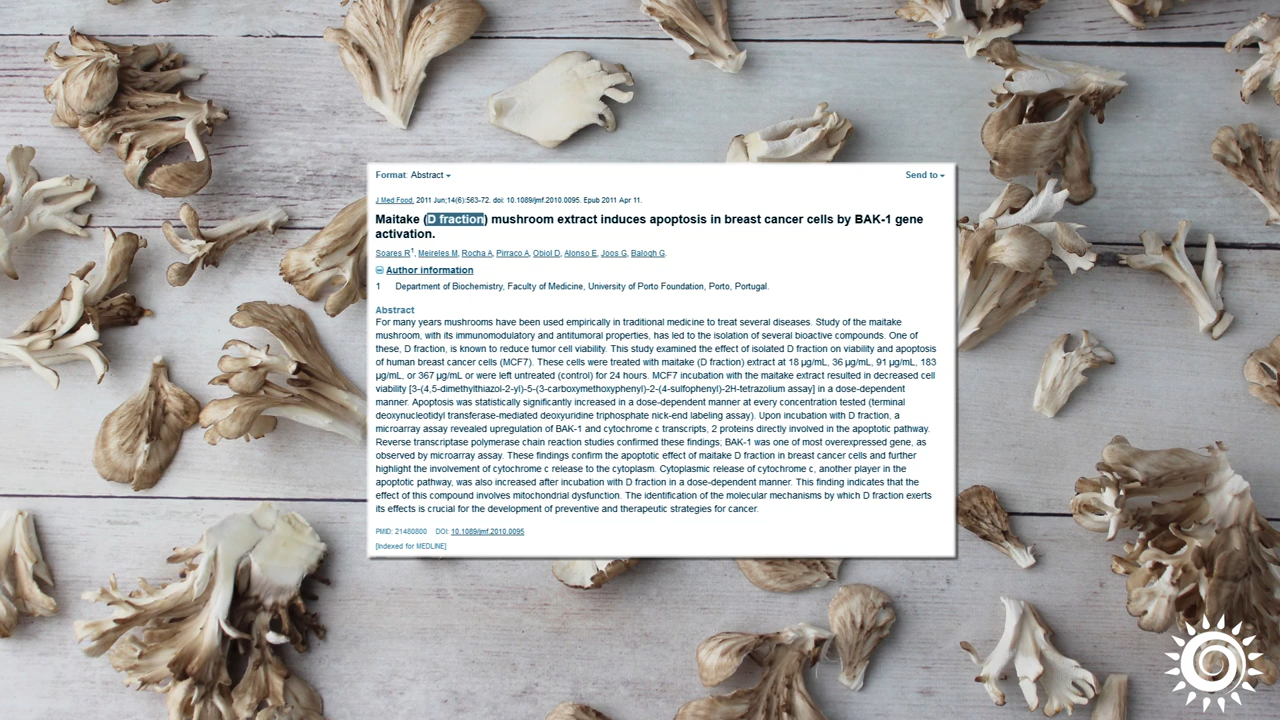 Format: Abstract
Send to
J Med Food. 2011 Jun;14(6):563-72. doi: 10.1089/jmf.2010.0095. Epub 2011 Apr 11.
Maitake (D fraction) mushroom extract induces apoptosis in breast cancer cells by BAK-1 gene
activation.
Soares R1, Meireles M, Rocha A, Pirraco A, Obiol D, Alonso E, Joos G, Balogh G.
Author information
1 Department of Biochemistry, Faculty of Medicine, University of Porto Foundation, Porto, Portugal.
Abstract
For many years mushrooms have been used empirically in traditional medicine to treat several diseases. Study of the maitake
mushroom, with its immunomodulatory and antitumoral properties, has led to the isolation of several bioactive compounds. One of
these, D fraction, is known to reduce tumor cell viability. This study examined the effect of isolated D fraction on viability and apoptosis
of human breast cancer cells (MCF7). These cells were treated with maitake (D fraction) extract at 18 μg/mL, 36 μg/mL, 91 μg/mL, 183
μg/mL, or 367 μg/mL or were left untreated (control) for 24 hours. MCF7 incubation with the maitake extract resulted in decreased cell
viability [3-(4,5-dimethylthiazol-2-yl)-5-(3-carboxymethoxyphenyl)-2-(4-sulfophenyl)-2H-tetrazolium assay] in a dose-dependent
manner. Apoptosis was statistically significantly increased in a dose-dependent manner at every concentration tested (terminal
deoxynucleotidyl transferase-mediated deoxyuridine triphosphate nick-end labeling assay). Upon incubation with D fraction, a
microarray assay revealed upregulation of BAK-1 and cytochrome c transcripts, 2 proteins directly involved in the apoptotic pathway.
Reverse transcriptase polymerase chain reaction studies confirmed these findings; BAK-1 was one of most overexpressed gene, as
observed by microarray assay. These findings confirm the apoptotic effect of maitake D fraction in breast cancer cells and further
highlight the involvement of cytochrome c release to the cytoplasm. Cytoplasmic release of cytochrome c, another player in the
apoptotic pathway, was also increased after incubation with D fraction in a dose-dependent manner. This finding indicates that the
effect of this compound involves mitochondrial dysfunction. The identification of the molecular mechanisms by which D fraction exerts
its effects is crucial for the development of preventive and therapeutic strategies for cancer.
PMID: 21480800 DOI: 10.1089/jmf.2010.0095
[Indexed for MEDLINE]